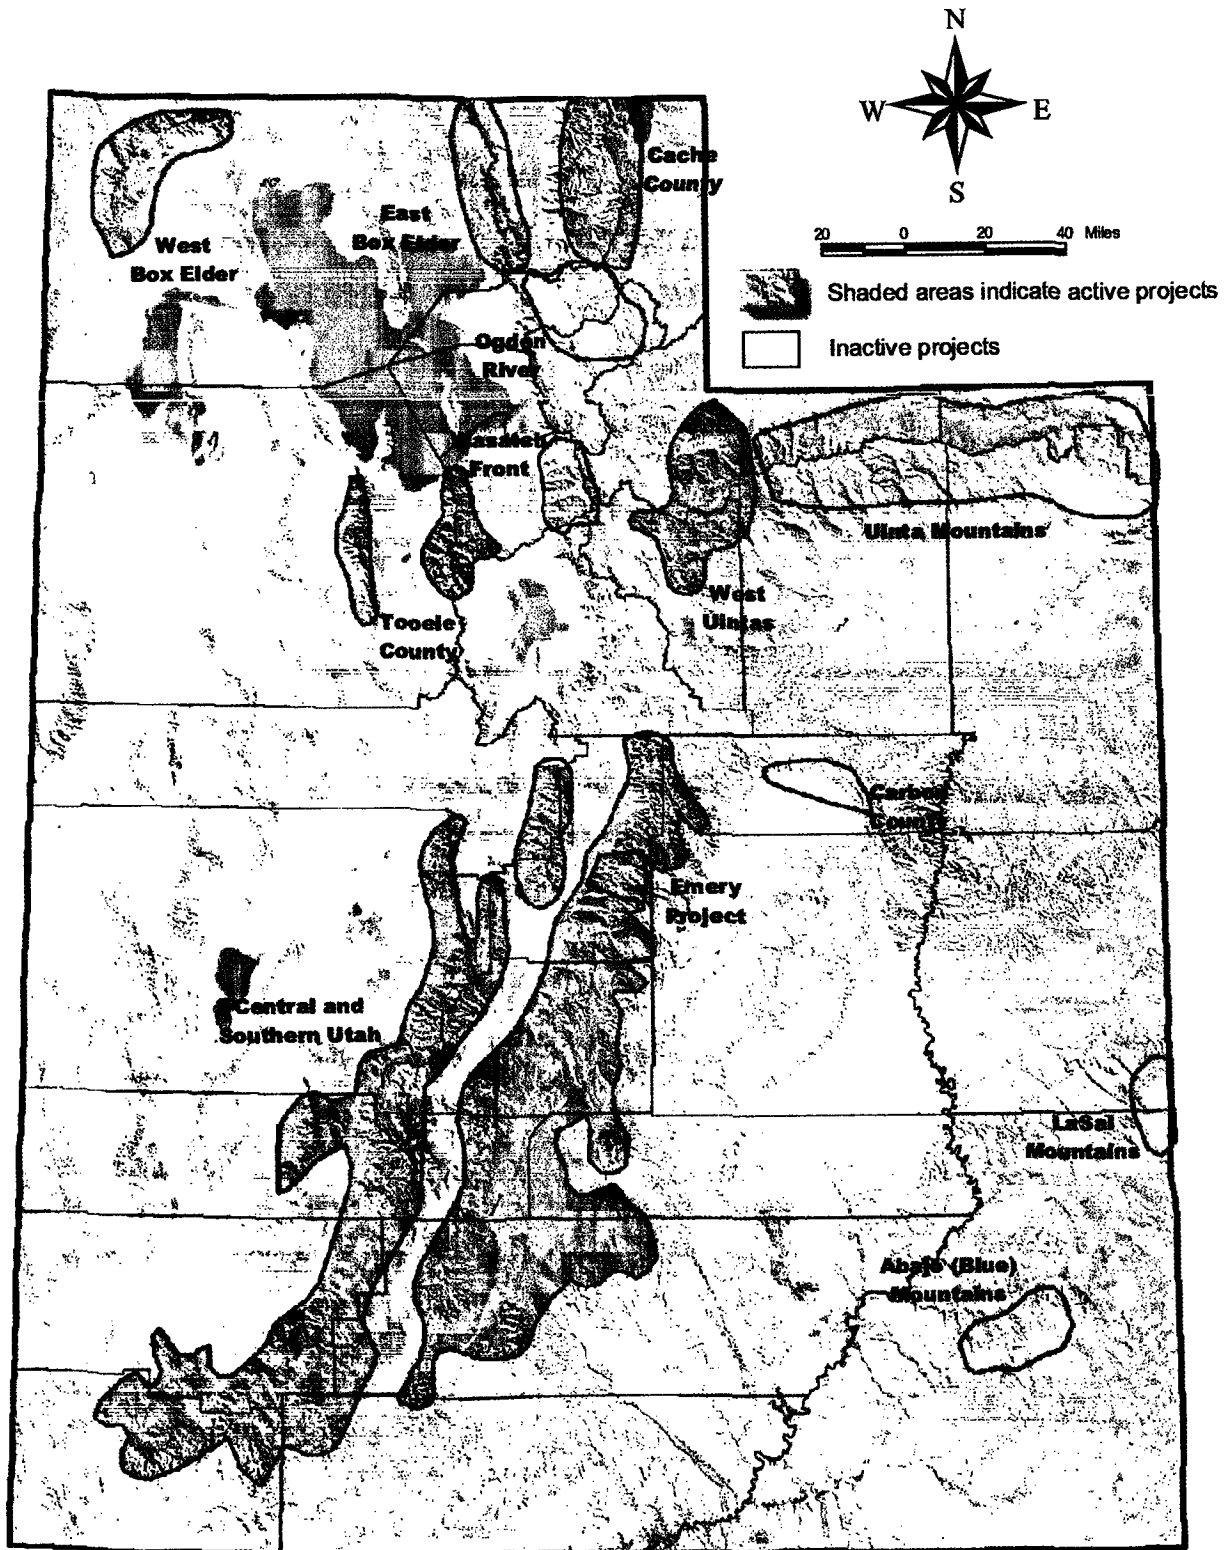 N
W E
S
20 0 20 40 Miles
Shaded areas indicate active projects
Inactive projects
Cache
County
East
Box Elder
West
Box Elder
Ogden
River
Wasatch
Front
Uinta Mountains
West
Uintas
Tooele
County
Carbon
County
Emery
Project
Central and
Southern Utah
LaSal
Mountains
Abajo (Blue)
Mountains